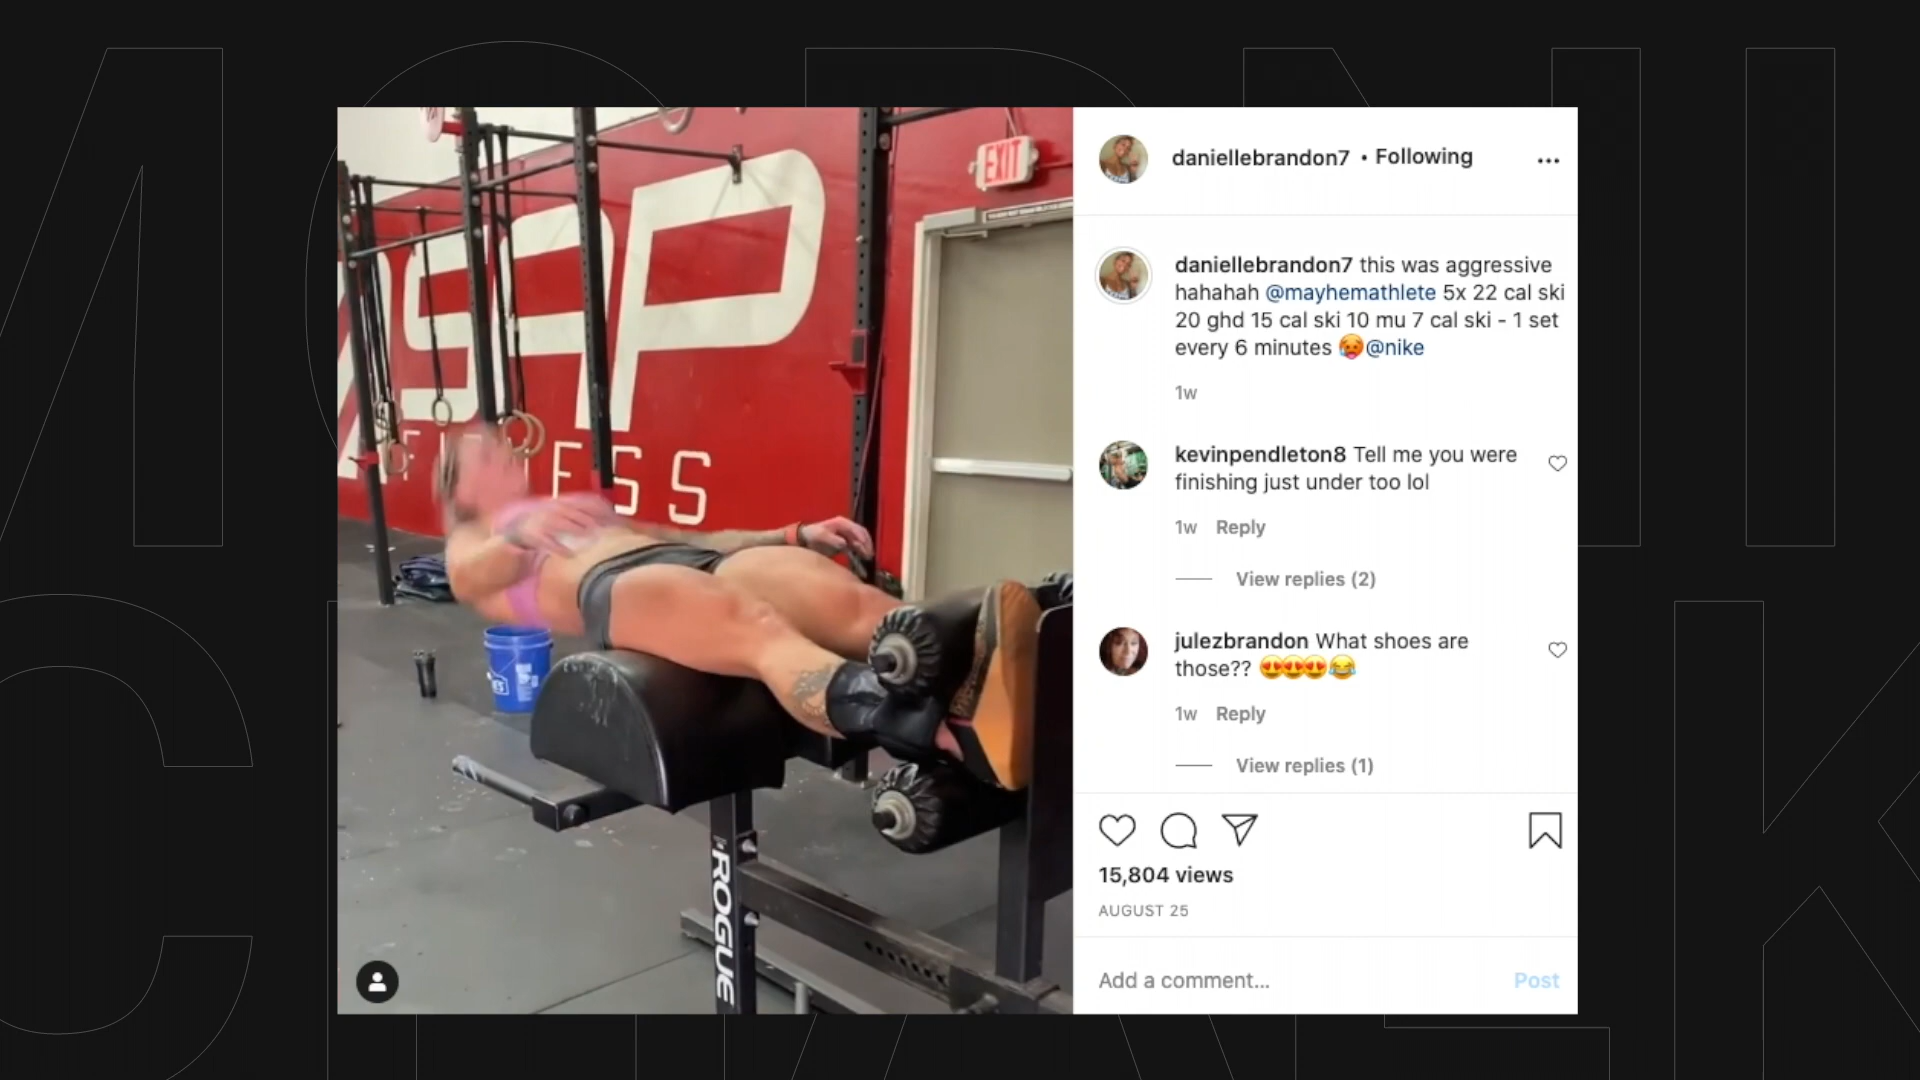 EXIT
ASAP
FITNESS
ROGUE
daniellebrandon7 • Following
daniellebrandon7 this was aggressive
hahahah @mayhemathlete 5x 22 cal ski
20 ghd 15 cal ski 10 mu 7 cal ski - 1 set
every 6 minutes 🥵@nike
1w
kevinpendleton8 Tell me you were
finishing just under too lol
1w Reply
View replies (2)
julezbrandon What shoes are
those?? 😍😍😍😂
1w Reply
View replies (1)
15,804 views
AUGUST 25
Add a comment...
Post